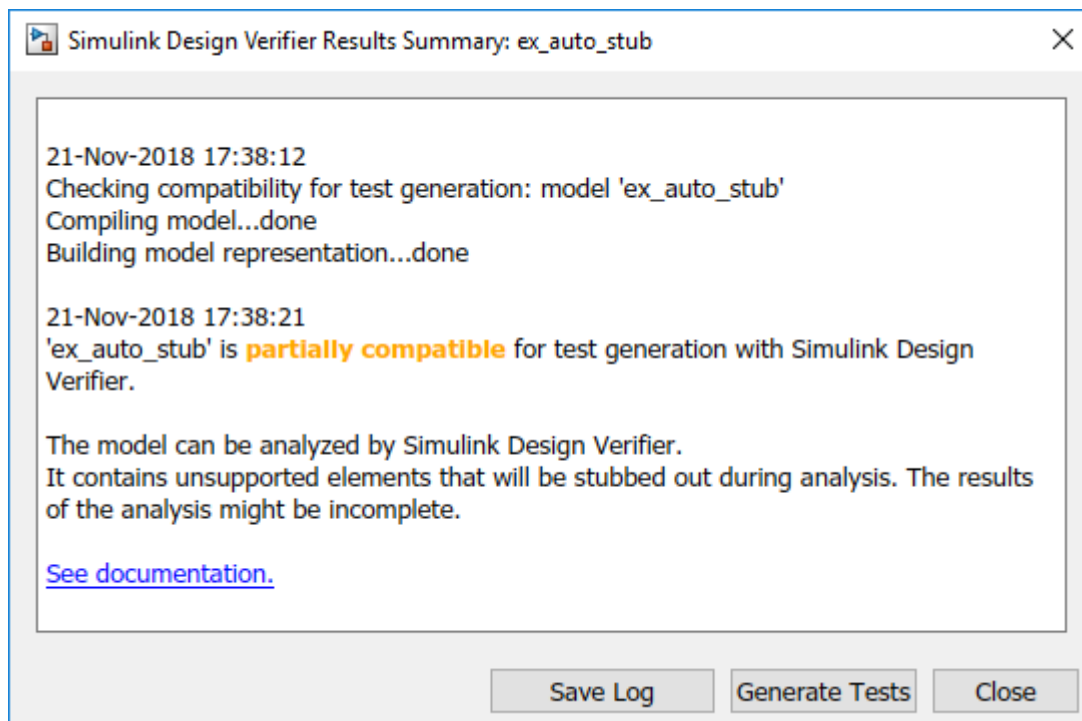 Simulink Design Verifier Results Summary: ex_auto_stub
21-Nov-2018 17:38:12
Checking compatibility for test generation: model 'ex_auto_stub'
Compiling model...done
Building model representation...done
21-Nov-2018 17:38:21
'ex_auto_stub' is partially compatible for test generation with Simulink Design
Verifier.
The model can be analyzed by Simulink Design Verifier.
It contains unsupported elements that will be stubbed out during analysis. The results
of the analysis might be incomplete.
See documentation.
Save Log Generate Tests Close